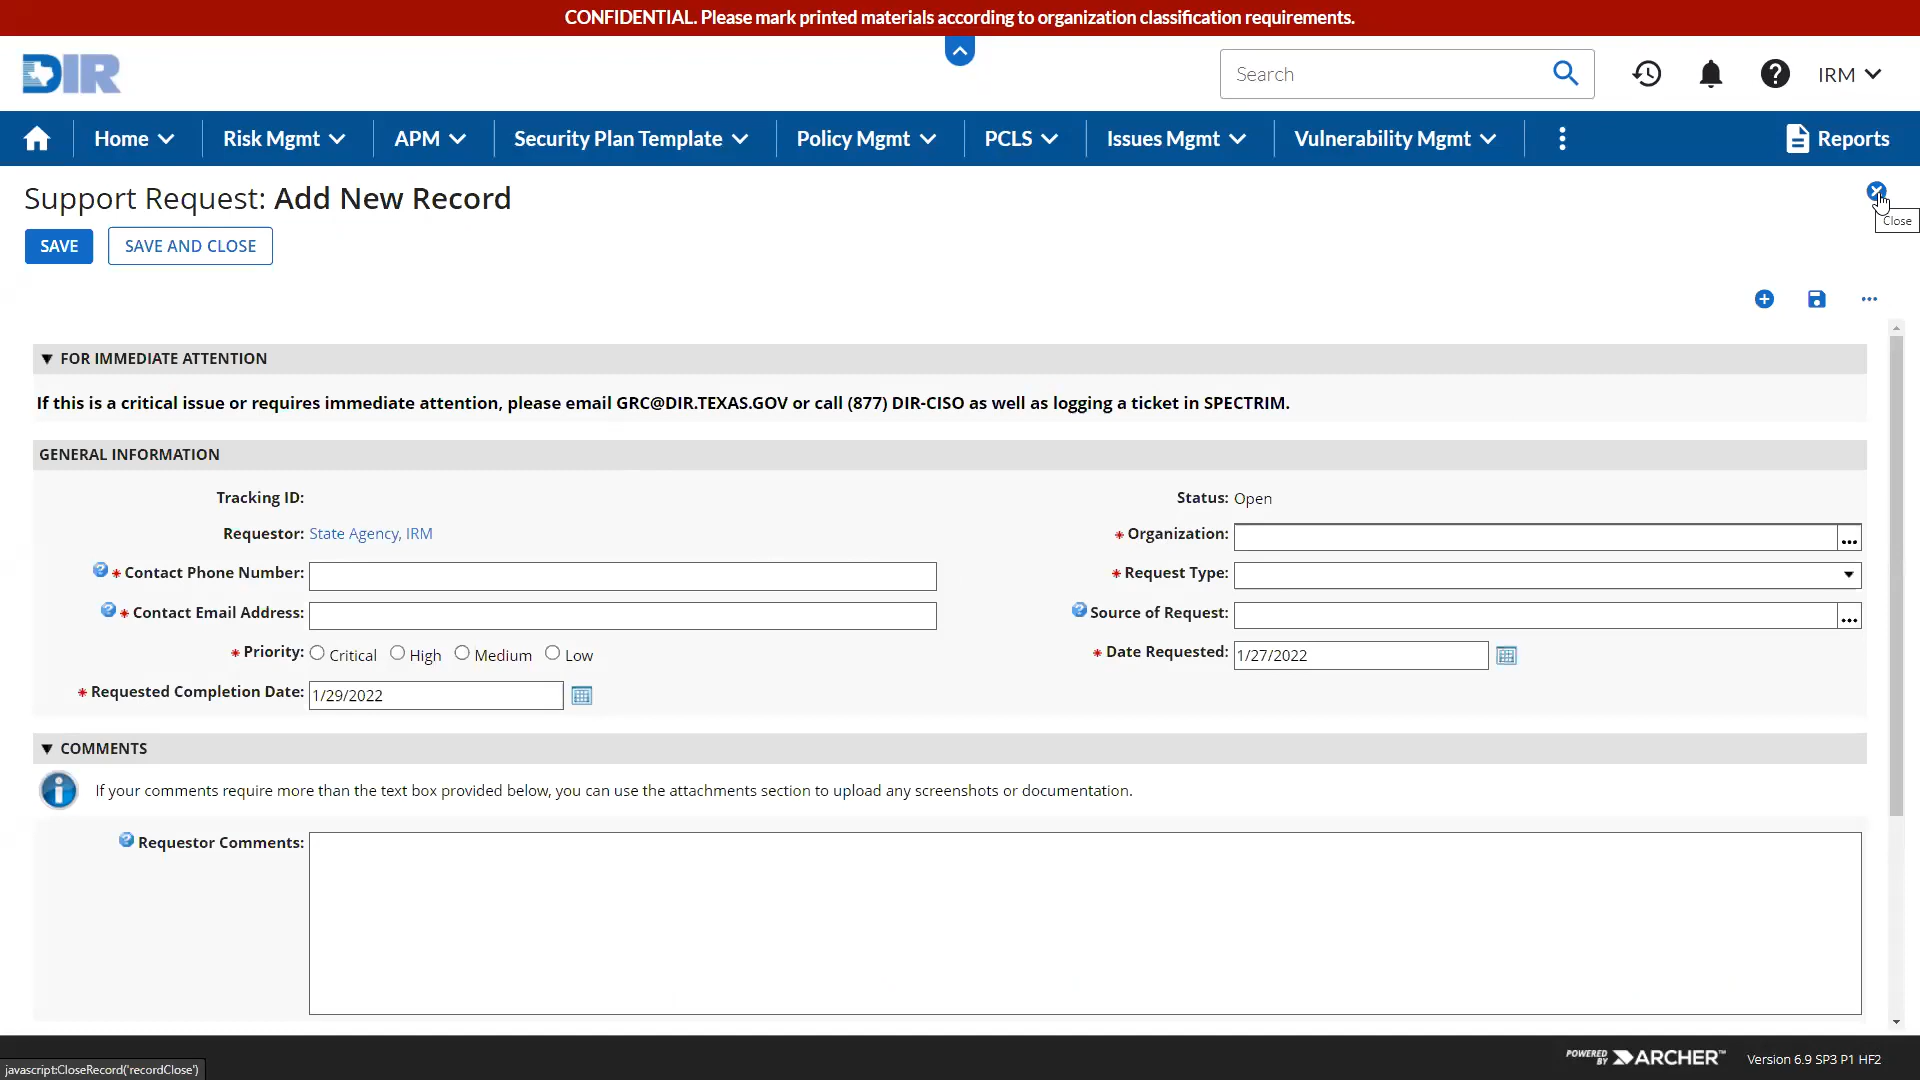 CONFIDENTIAL. Please mark printed materials according to organization classification requirements.
DIR
Search
IRM
Home
Risk Mgmt
APM
Security Plan Template
Policy Mgmt
PCLS
Issues Mgmt
Vulnerability Mgmt
Reports
Support Request: Add New Record
Close
SAVE
SAVE AND CLOSE
FOR IMMEDIATE ATTENTION
If this is a critical issue or requires immediate attention, please email GRC@DIR.TEXAS.GOV or call (877) DIR-CISO as well as logging a ticket in SPECTRIM.
GENERAL INFORMATION
Tracking ID:
Status: Open
Requestor: State Agency, IRM
* Organization:
...
* Contact Phone Number:
* Request Type:
* Contact Email Address:
Source of Request:
...
* Priority: Critical High Medium Low
* Date Requested: 1/27/2022
* Requested Completion Date: 1/29/2022
COMMENTS
If your comments require more than the text box provided below, you can use the attachments section to upload any screenshots or documentation.
Requestor Comments:
POWERED BY ARCHER™
Version 6.9 SP3 P1 HF2
javascript:CloseRecord('recordClose')